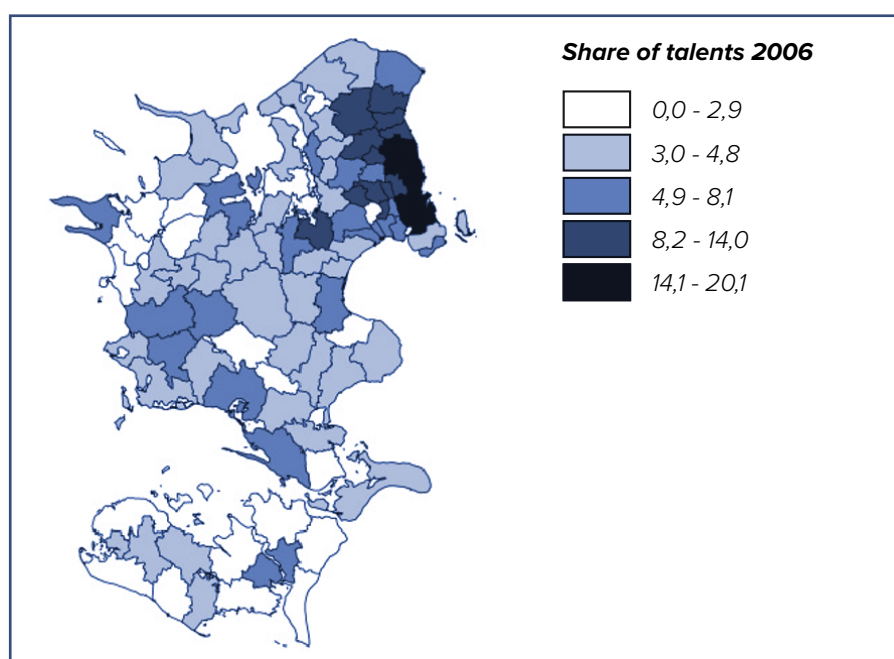 Share of talents 2006
0,0 - 2,9
3,0 - 4,8
4,9 - 8,1
8,2 - 14,0
14,1 - 20,1